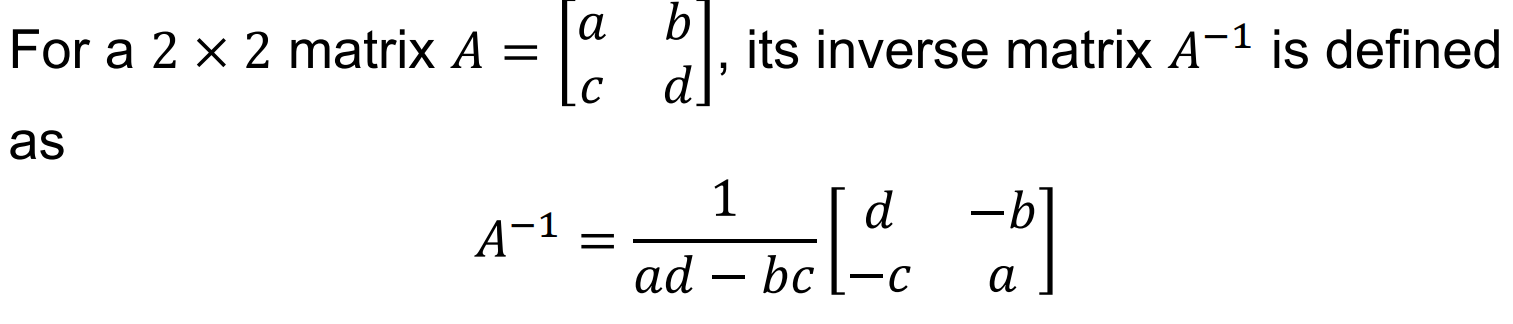 For a 2 × 2 matrix A = [a b; c d], its inverse matrix A⁻¹ is defined
as
A⁻¹ = 1/(ad − bc) [d −b; −c a]